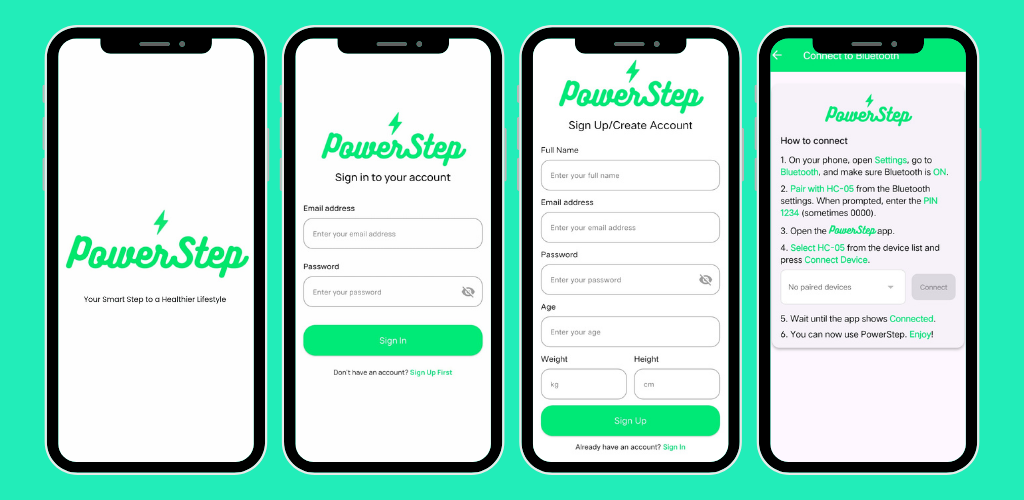 PowerStep
Your Smart Step to a Healthier Lifestyle
PowerStep
Sign in to your account
Email address
Enter your email address
Password
Enter your password
Sign In
Don't have an account? Sign Up First
PowerStep
Sign Up/Create Account
Full Name
Enter your full name
Email address
Enter your email address
Password
Enter your password
Age
Enter your age
Weight Height
kg cm
Sign Up
Already have an account? Sign In
Connect to Bluetooth
PowerStep
How to connect
1. On your phone, open Settings, go to
Bluetooth, and make sure Bluetooth is ON.
2. Pair with HC-05 from the Bluetooth
settings. When prompted, enter the PIN
1234 (sometimes 0000).
3. Open the PowerStep app.
4. Select HC-05 from the device list and
press Connect Device.
No paired devices Connect
5. Wait until the app shows Connected.
6. You can now use PowerStep. Enjoy!